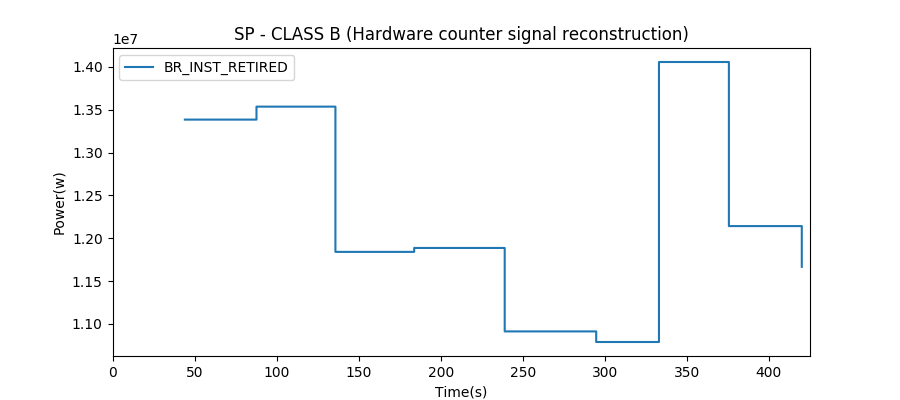 SP - CLASS B (Hardware counter signal reconstruction)
1e7
BR_INST_RETIRED
1.40
1.35
1.30
1.25
1.20
1.15
1.10
Power(w)
0 50 100 150 200 250 300 350 400
Time(s)